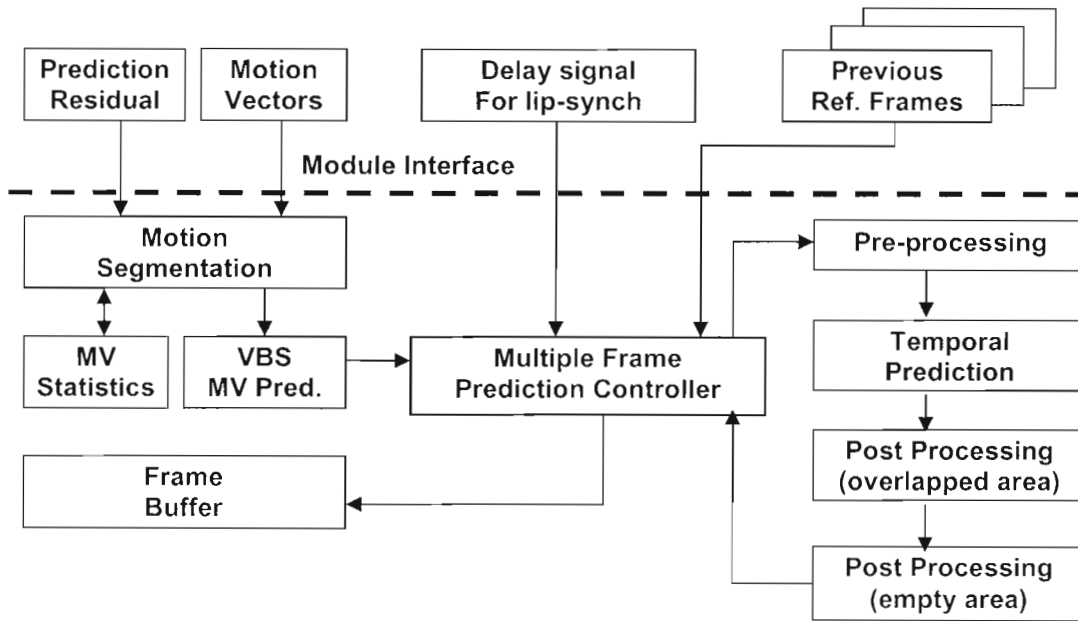 Prediction
Residual
Motion
Vectors
Delay signal
For lip-synch
Previous
Ref. Frames
Module Interface
Motion
Segmentation
Pre-processing
MV
Statistics
VBS
MV Pred.
Multiple Frame
Prediction Controller
Temporal
Prediction
Frame
Buffer
Post Processing
(overlapped area)
Post Processing
(empty area)